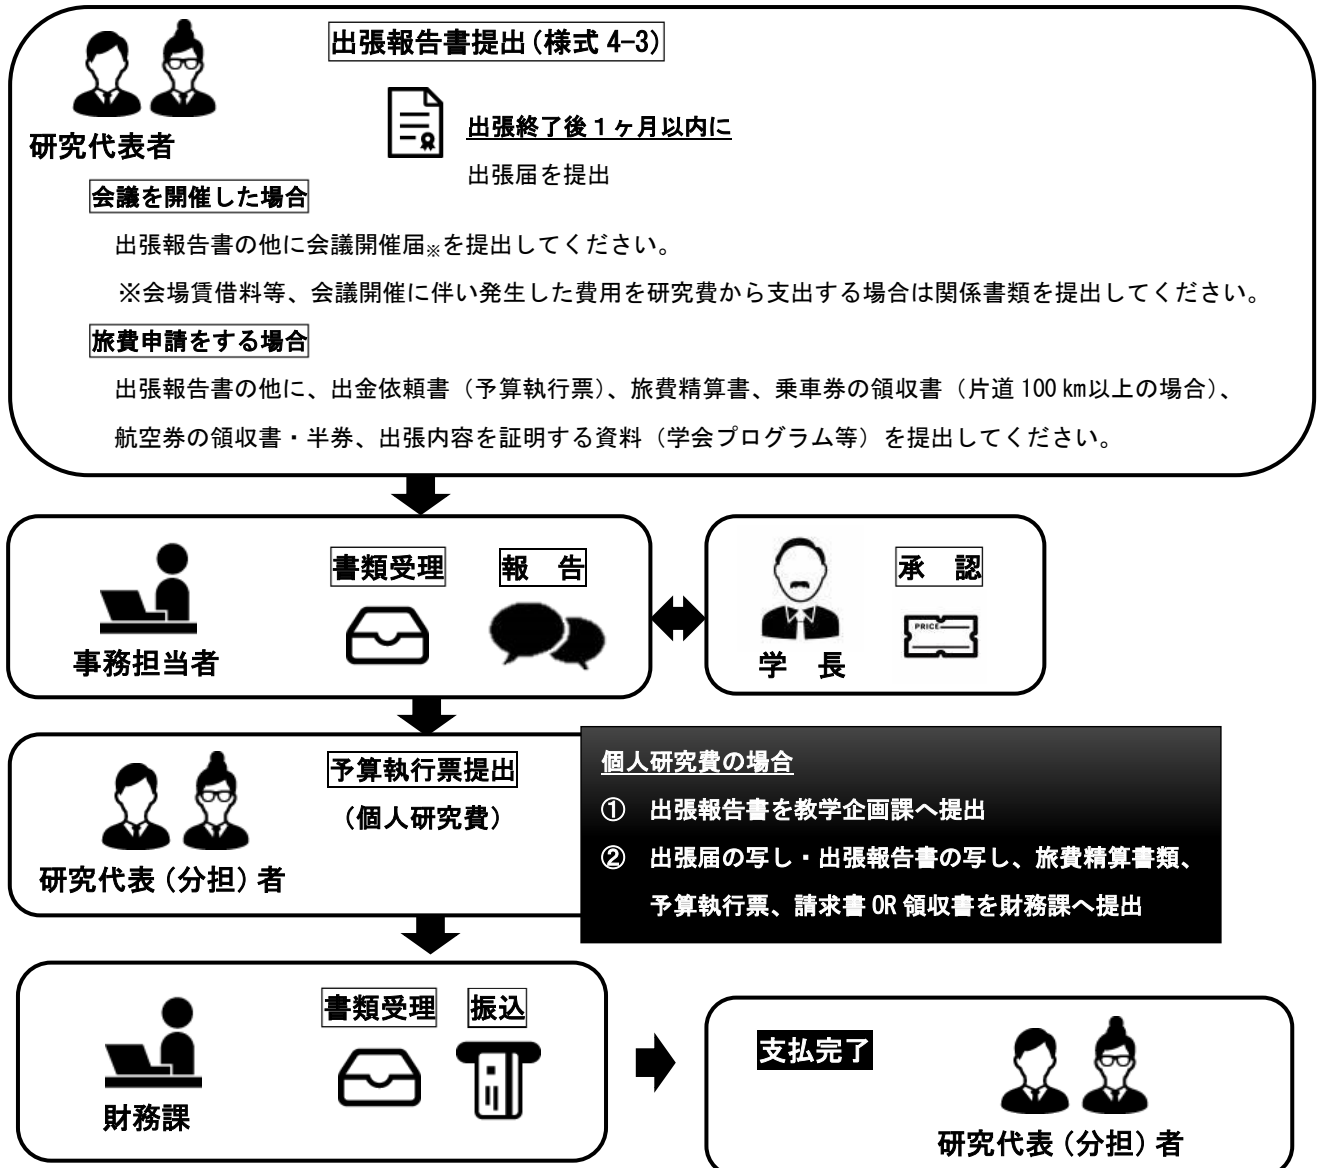 出張報告書提出(様式 4-3)
研究代表者
出張終了後1ヶ月以内に
出張届を提出
会議を開催した場合
出張報告書の他に会議開催届※を提出してください。
※会場賃借料等、会議開催に伴い発生した費用を研究費から支出する場合は関係書類を提出してください。
旅費申請をする場合
出張報告書の他に、出金依頼書（予算執行票）、旅費精算書、乗車券の領収書（片道 100 km以上の場合）、
航空券の領収書・半券、出張内容を証明する資料（学会プログラム等）を提出してください。
書類受理
報　告
事務担当者
承　認
PRICE
学　長
予算執行票提出
（個人研究費）
研究代表(分担)者
個人研究費の場合
①　出張報告書を教学企画課へ提出
②　出張届の写し・出張報告書の写し、旅費精算書類、
予算執行票、請求書 OR 領収書を財務課へ提出
書類受理
振込
財務課
支払完了
研究代表(分担)者